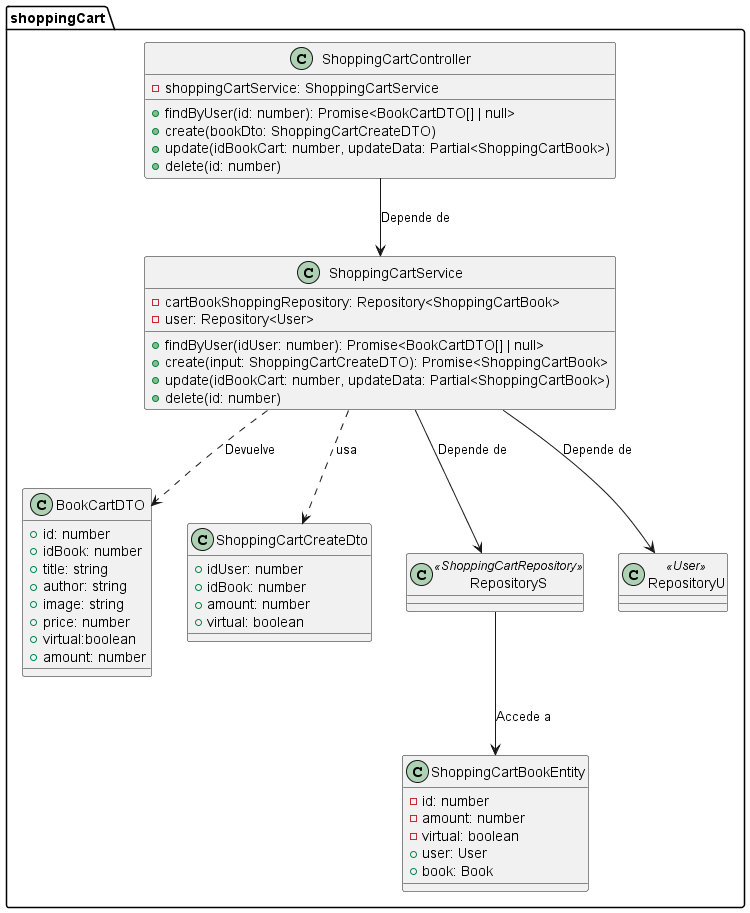 shoppingCart
C ShoppingCartController
shoppingCartService: ShoppingCartService
findByUser(id: number): Promise<BookCartDTO[] | null>
create(bookDto: ShoppingCartCreateDTO)
update(idBookCart: number, updateData: Partial<ShoppingCartBook>)
delete(id: number)
Depende de
C ShoppingCartService
cartBookShoppingRepository: Repository<ShoppingCartBook>
user: Repository<User>
findByUser(idUser: number): Promise<BookCartDTO[] | null>
create(input: ShoppingCartCreateDTO): Promise<ShoppingCartBook>
update(idBookCart: number, updateData: Partial<ShoppingCartBook>)
delete(id: number)
Devuelve
usa
Depende de
Depende de
C BookCartDTO
id: number
idBook: number
title: string
author: string
image: string
price: number
virtual:boolean
amount: number
C ShoppingCartCreateDto
idUser: number
idBook: number
amount: number
virtual: boolean
C «ShoppingCartRepository»
RepositoryS
C «User»
RepositoryU
Accede a
C ShoppingCartBookEntity
id: number
amount: number
virtual: boolean
user: User
book: Book